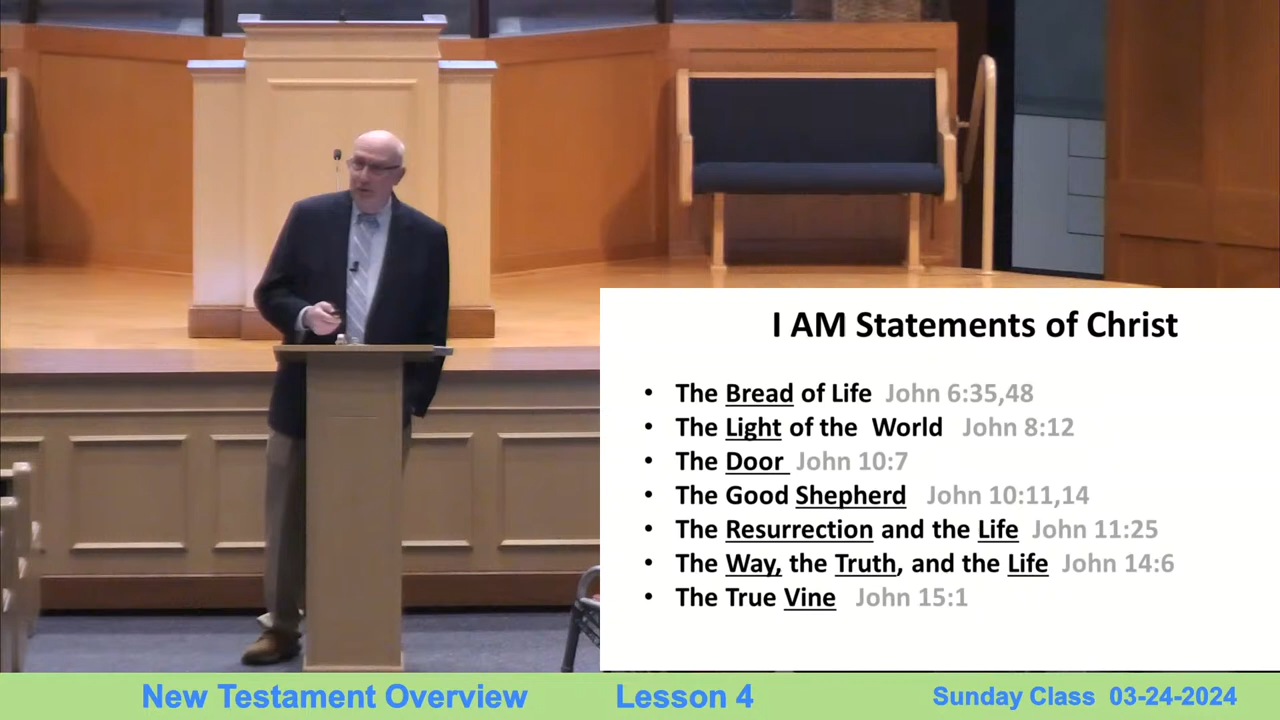 I AM Statements of Christ
• The Bread of Life John 6:35,48
• The Light of the World John 8:12
• The Door John 10:7
• The Good Shepherd John 10:11,14
• The Resurrection and the Life John 11:25
• The Way, the Truth, and the Life John 14:6
• The True Vine John 15:1
New Testament Overview Lesson 4 Sunday Class 03-24-2024